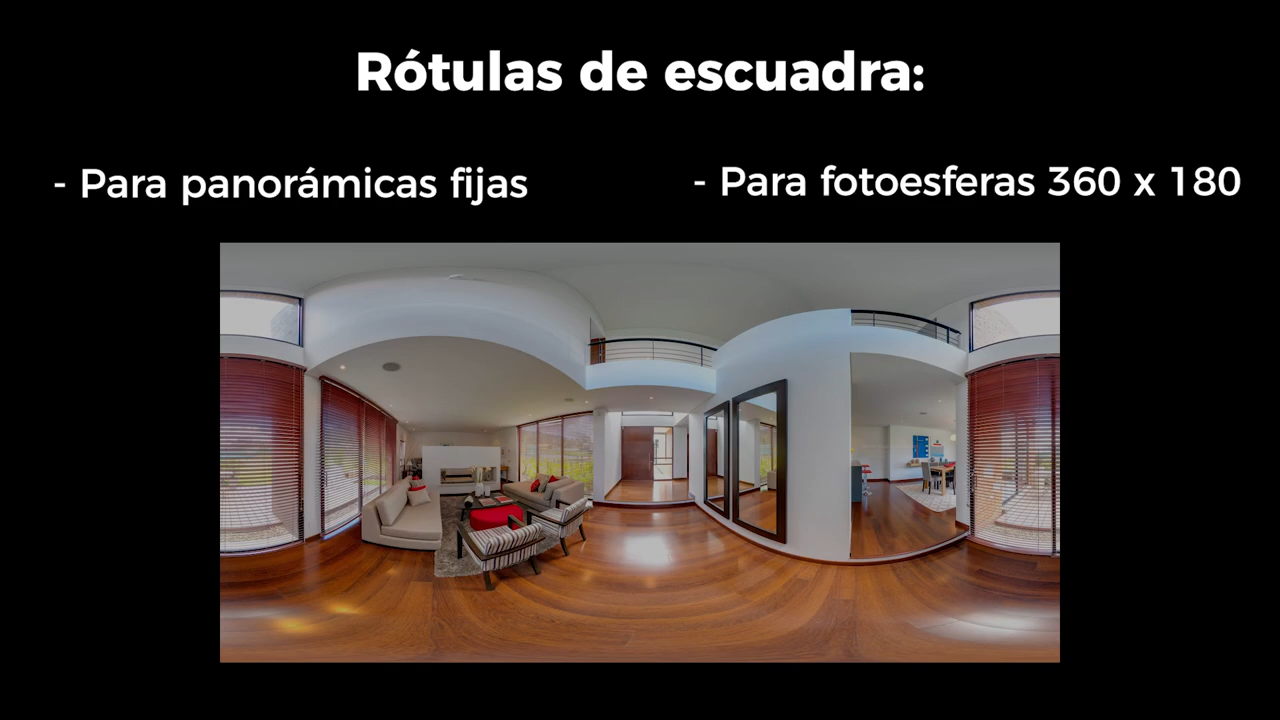 Rótulas de escuadra:
- Para panorámicas fijas
- Para fotoesferas 360 x 180